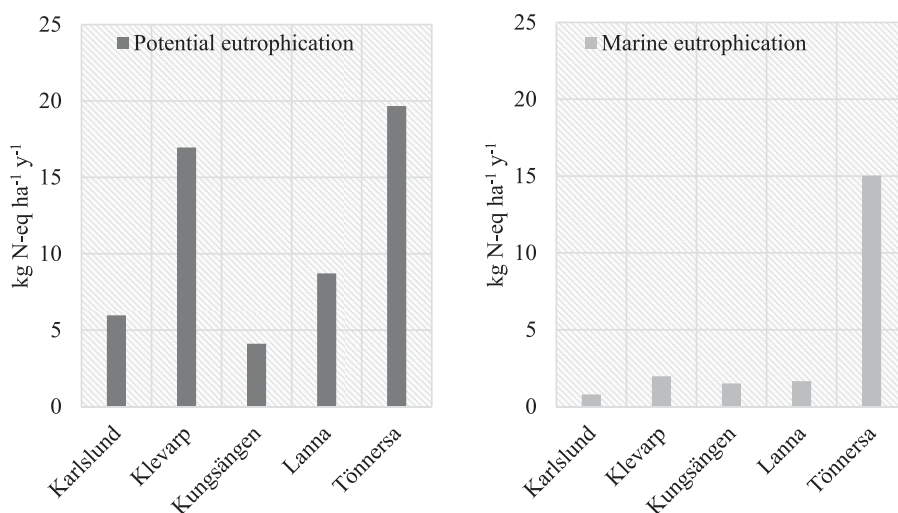 25
20
15
10
5
0
kg N-eq ha-1 y-1
Potential eutrophication
Karlslund
Klevarp
Kungsängen
Lanna
Tönnersa
25
20
15
10
5
0
kg N-eq ha-1 y-1
Marine eutrophication
Karlslund
Klevarp
Kungsängen
Lanna
Tönnersa